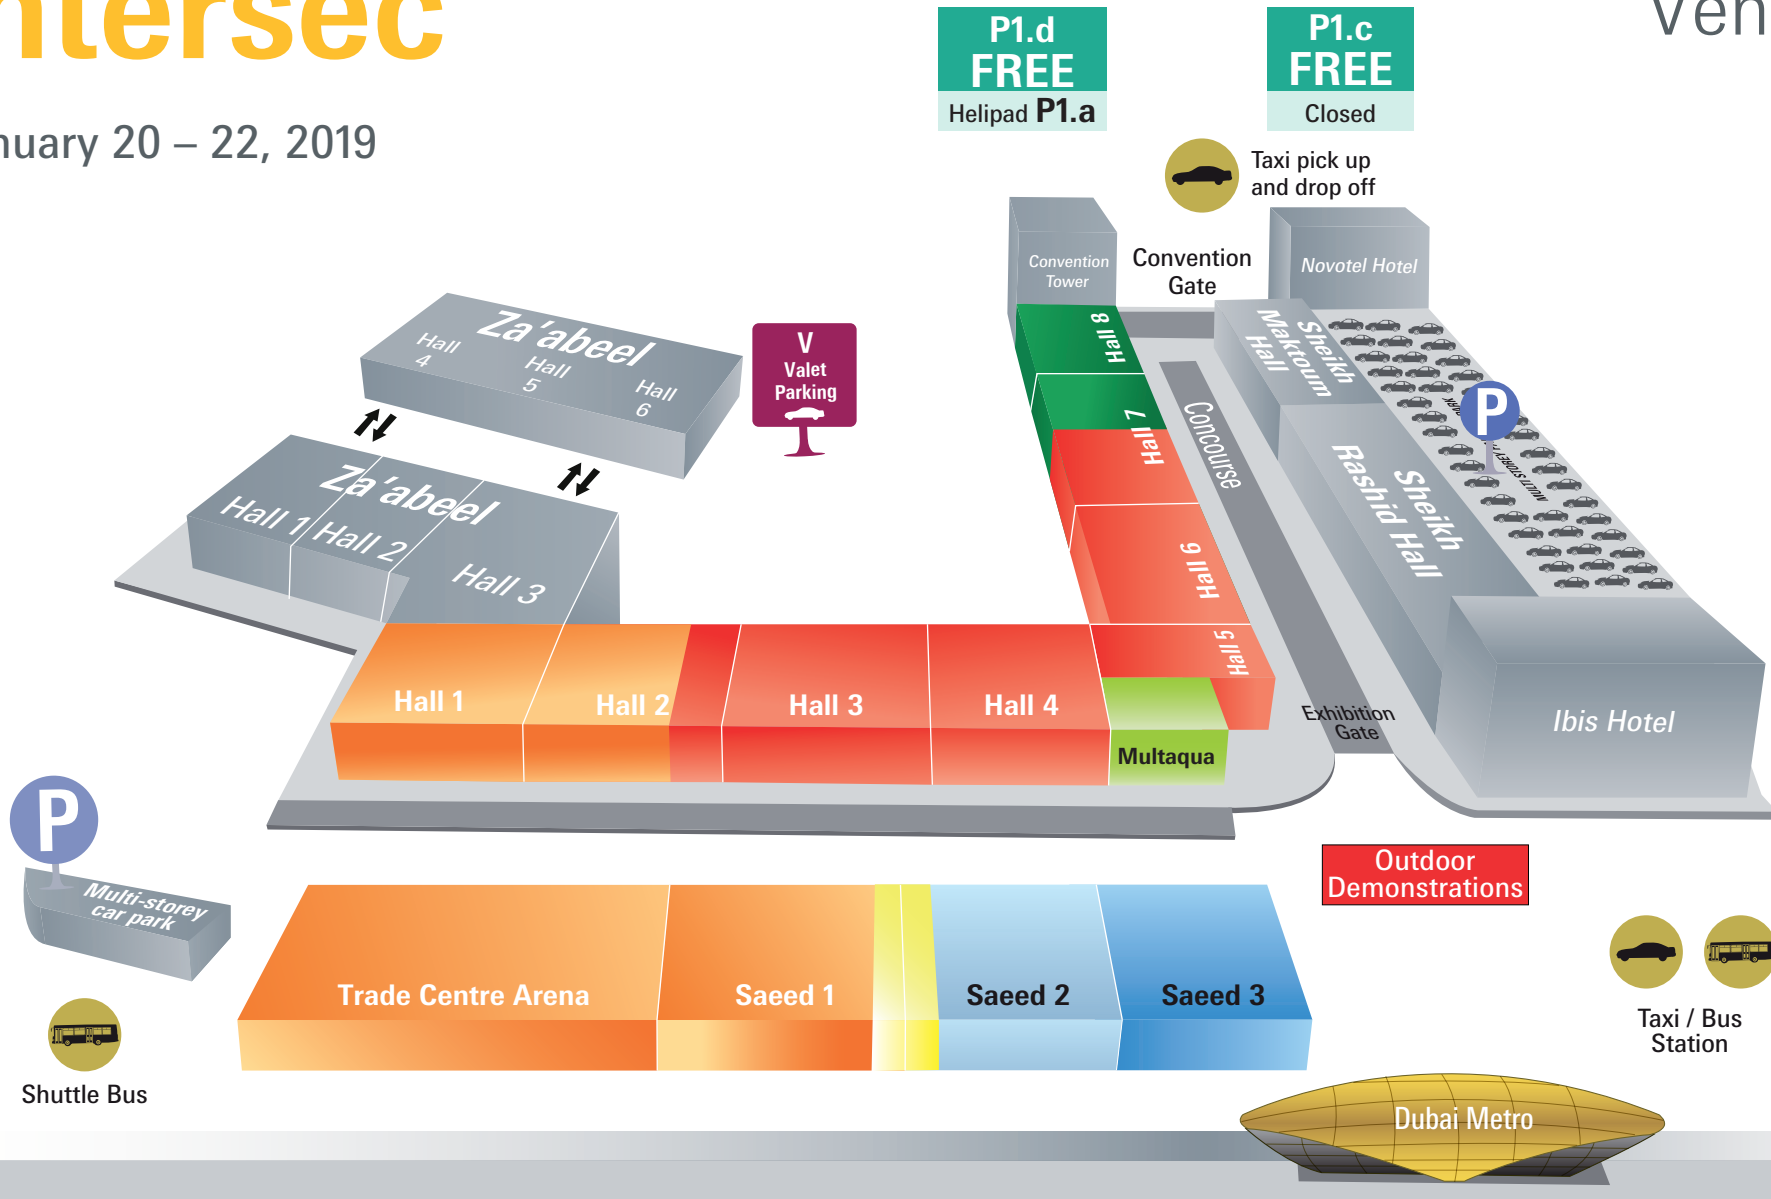 ntersec
nuary 20 – 22, 2019
Ven
P1.d
FREE
Helipad P1.a
P1.c
FREE
Closed
Taxi pick up
and drop off
Convention
Tower
Convention
Gate
Novotel Hotel
Za'abeel
Hall
4
Hall
5
Hall
6
V
Valet
Parking
Hall 8
Hall 7
Hall 6
Hall 5
Concourse
Sheikh
Maktoum
Hall
Sheikh
Rashid Hall
P
MULTI STOREY
Za'abeel
Hall 1
Hall 2
Hall 3
Hall 1
Hall 2
Hall 3
Hall 4
Multaqua
Exhibition
Gate
Ibis Hotel
P
Multi-storey
car park
Outdoor
Demonstrations
Trade Centre Arena
Saeed 1
Saeed 2
Saeed 3
Shuttle Bus
Taxi / Bus
Station
Dubai Metro